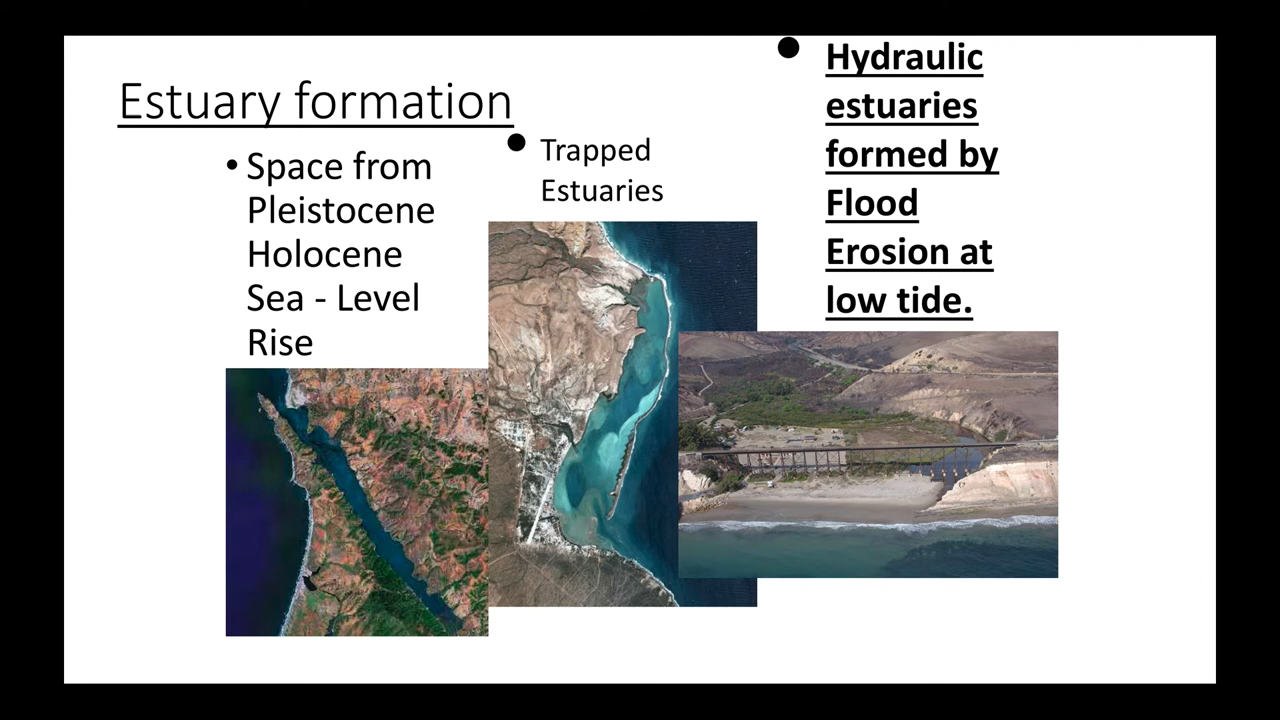 Estuary formation
• Space from
Pleistocene
Holocene
Sea - Level
Rise
• Trapped
Estuaries
• Hydraulic
estuaries
formed by
Flood
Erosion at
low tide.